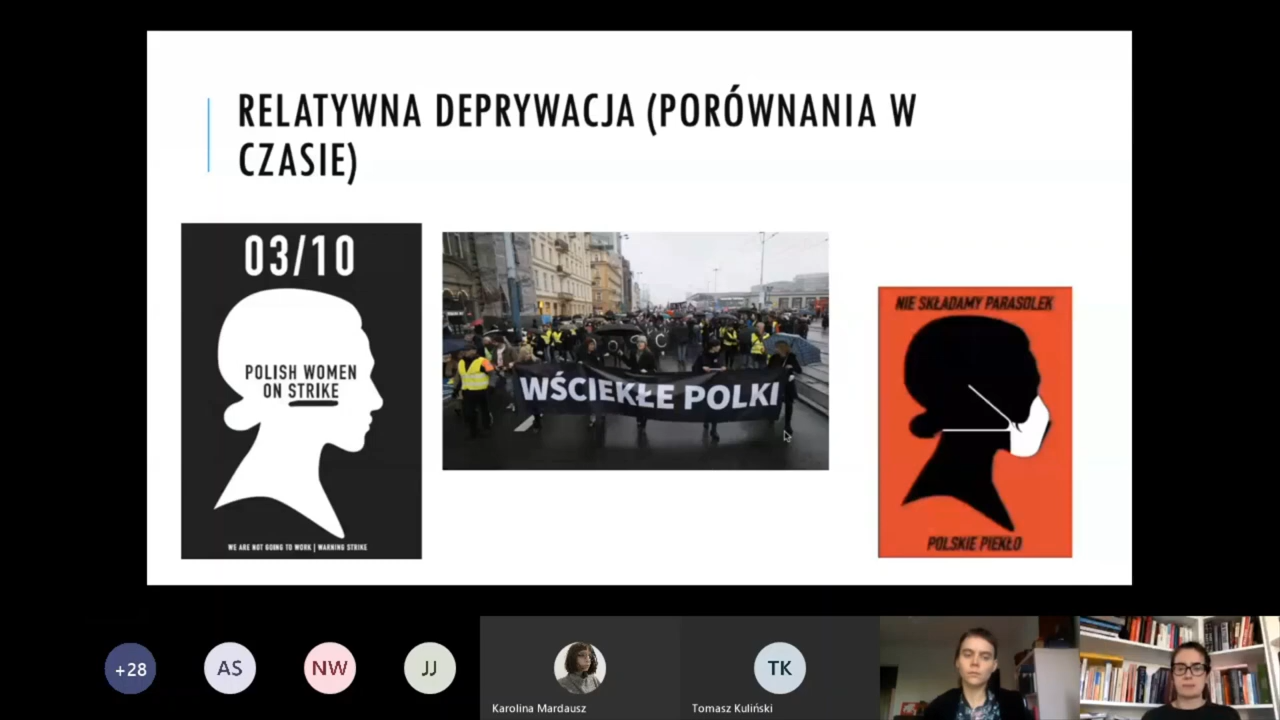 RELATYWNA DEPRYWACJA (PORÓWNANIA W
CZASIE)
03/10
POLISH WOMEN
ON STRIKE
WE ARE NOT GOING TO WORK | WARNING STRIKE
WŚCIEKŁE POLKI
NIE SKŁADAMY PARASOLEK
POLSKIE PIEKŁO
+28
AS
NW
JJ
Karolina Mardausz
TK
Tomasz Kuliński